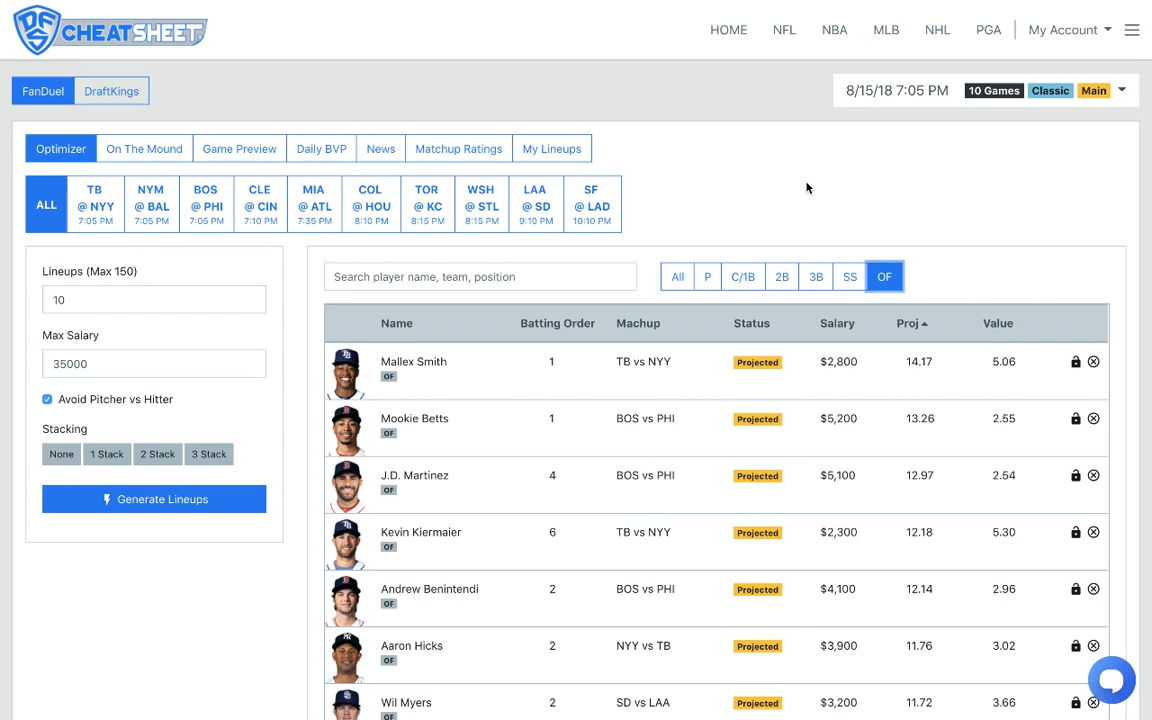 DFS CHEATSHEET
HOME NFL NBA MLB NHL PGA My Account
FanDuel DraftKings
8/15/18 7:05 PM 10 Games Classic Main
Optimizer On The Mound Game Preview Daily BVP News Matchup Ratings My Lineups
ALL
TB @ NYY 7:05 PM
NYM @ BAL 7:05 PM
BOS @ PHI 7:05 PM
CLE @ CIN 7:10 PM
MIA @ ATL 7:35 PM
COL @ HOU 8:10 PM
TOR @ KC 8:15 PM
WSH @ STL 8:15 PM
LAA @ SD 9:10 PM
SF @ LAD 10:10 PM
Lineups (Max 150)
10
Max Salary
35000
Avoid Pitcher vs Hitter
Stacking
None 1 Stack 2 Stack 3 Stack
Generate Lineups
Search player name, team, position
All P C/1B 2B 3B SS OF
Name Batting Order Machup Status Salary Proj Value
Mallex Smith 1 TB vs NYY Projected $2,800 14.17 5.06
OF
Mookie Betts 1 BOS vs PHI Projected $5,200 13.26 2.55
OF
J.D. Martinez 4 BOS vs PHI Projected $5,100 12.97 2.54
OF
Kevin Kiermaier 6 TB vs NYY Projected $2,300 12.18 5.30
OF
Andrew Benintendi 2 BOS vs PHI Projected $4,100 12.14 2.96
OF
Aaron Hicks 2 NYY vs TB Projected $3,900 11.76 3.02
OF
Wil Myers 2 SD vs LAA Projected $3,200 11.72 3.66
OF